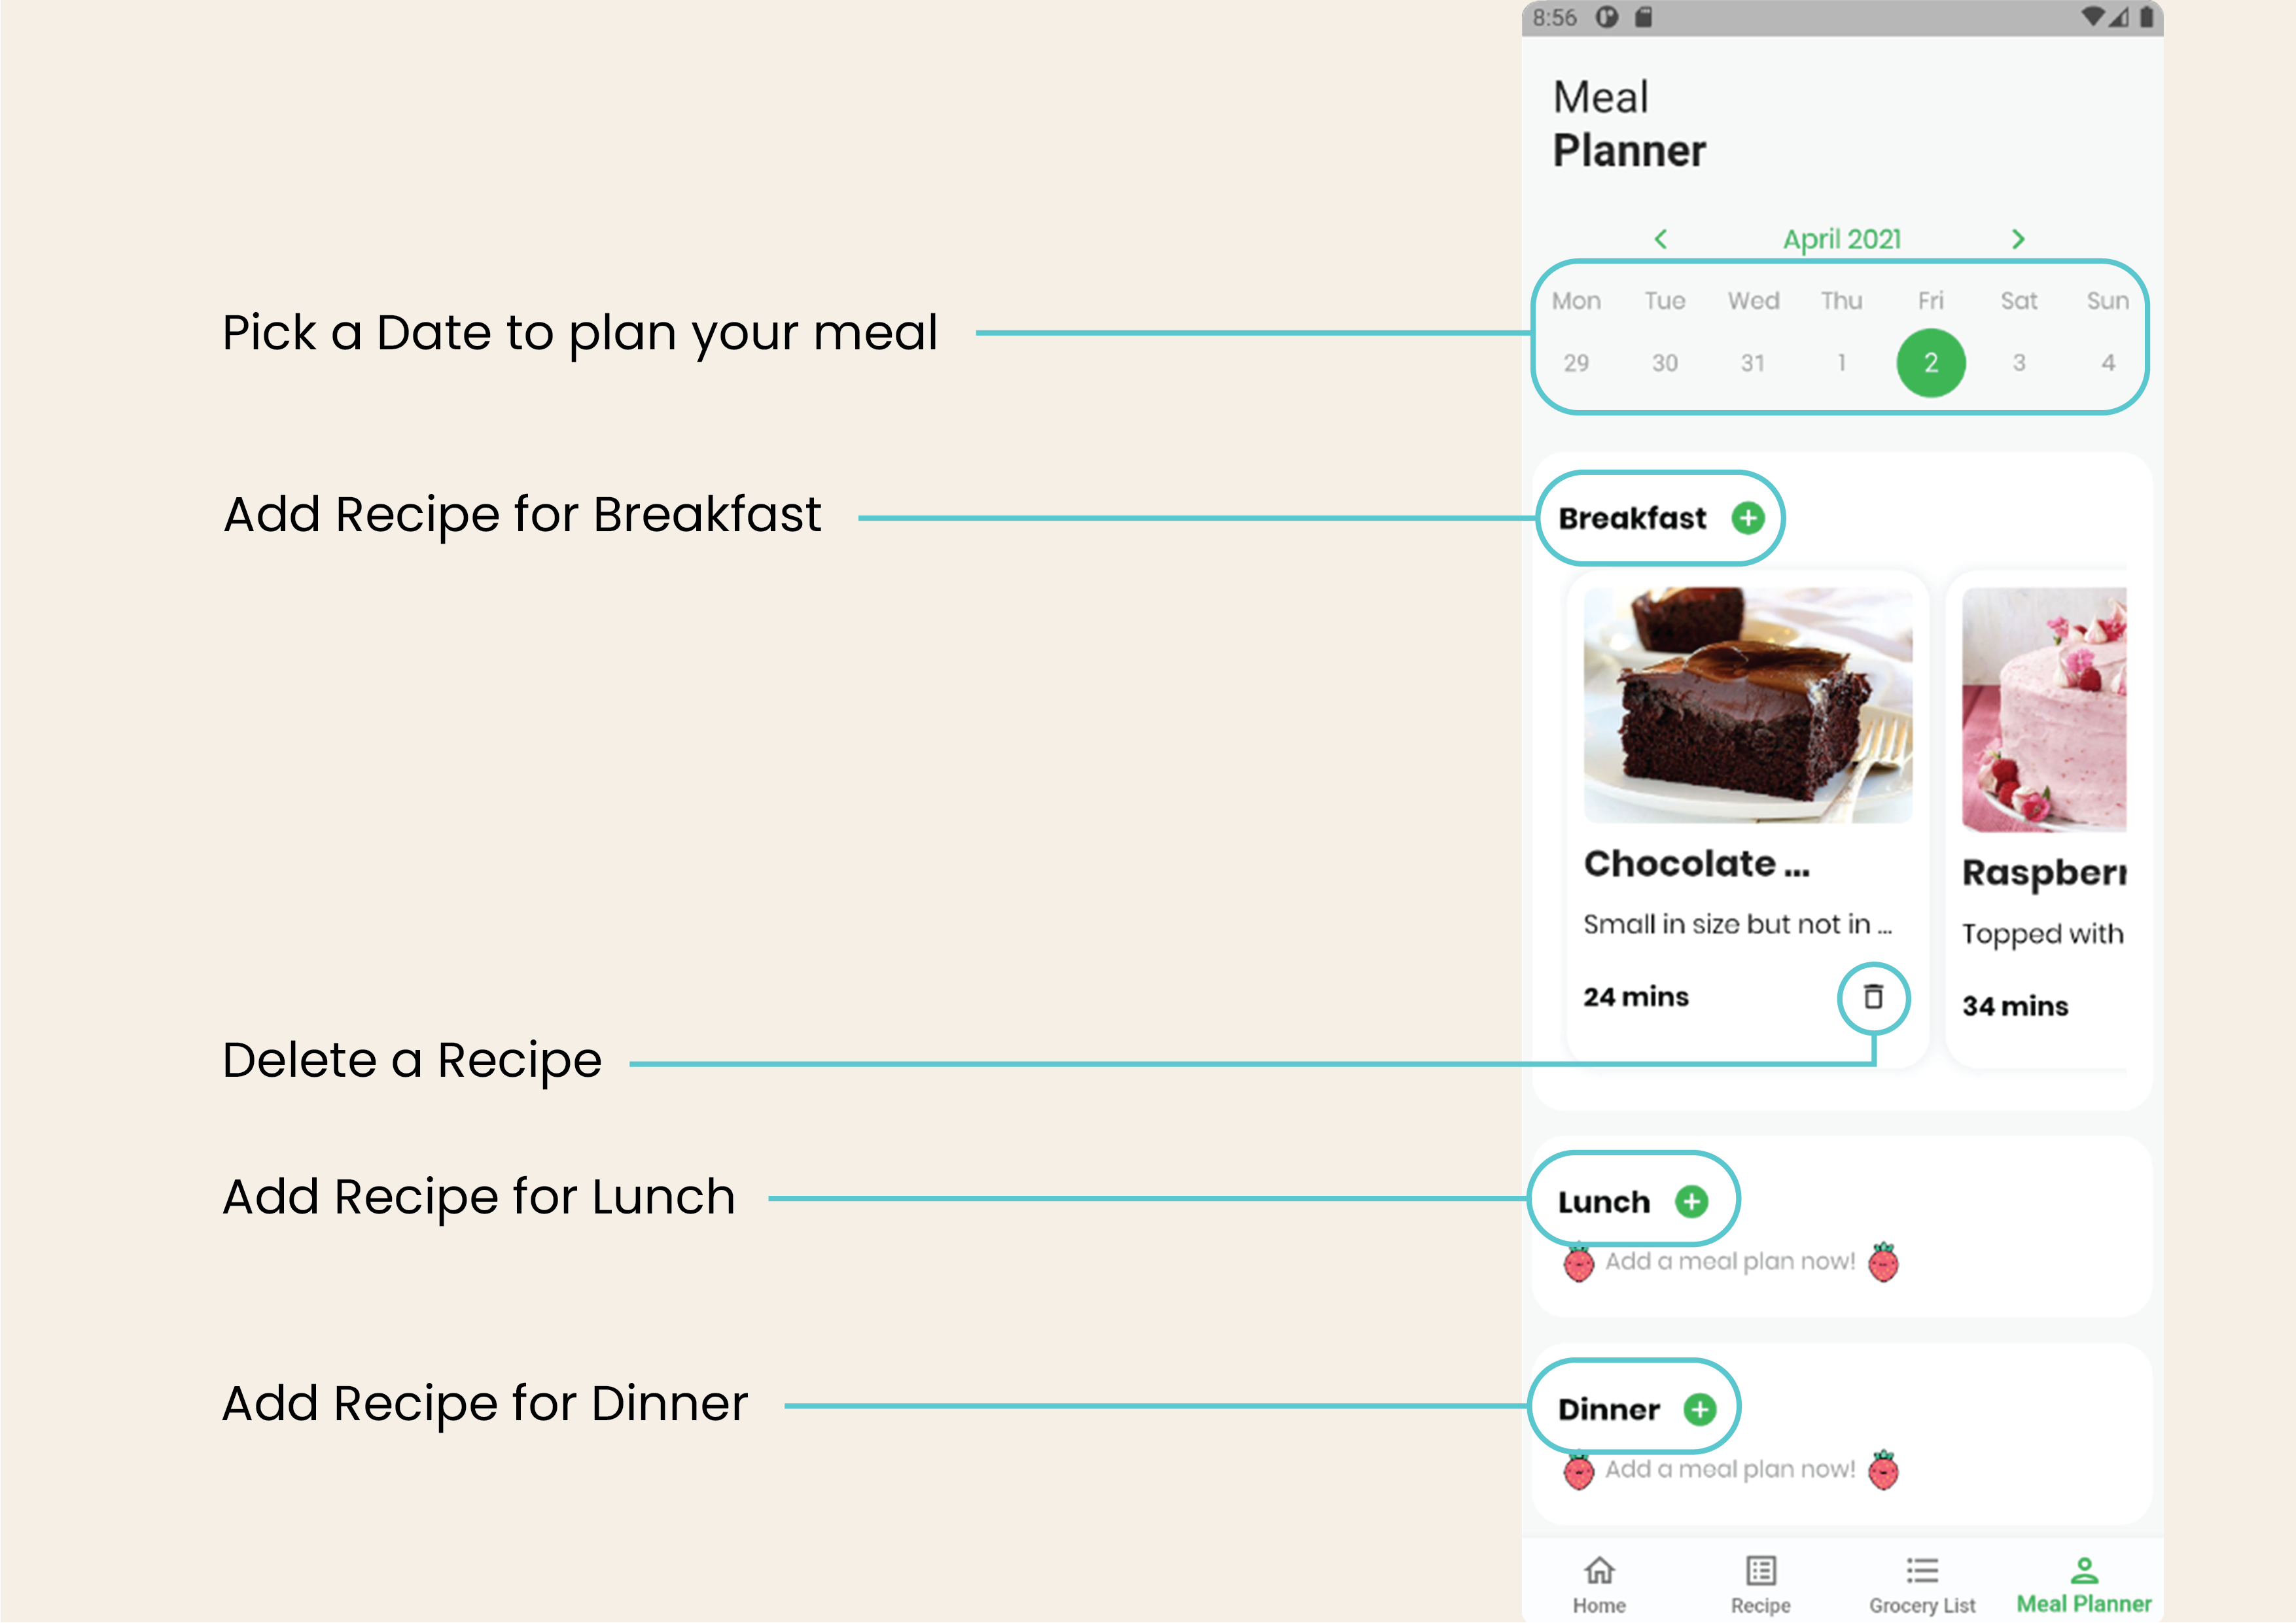 8:56
Meal
Planner
April 2021
Mon Tue Wed Thu Fri Sat Sun
29 30 31 1 2 3 4
Pick a Date to plan your meal
Add Recipe for Breakfast
Breakfast
Chocolate ...
Small in size but not in ...
24 mins
Raspberr
Topped with
34 mins
Delete a Recipe
Add Recipe for Lunch
Lunch
Add a meal plan now!
Add Recipe for Dinner
Dinner
Add a meal plan now!
Home Recipe Grocery List Meal Planner